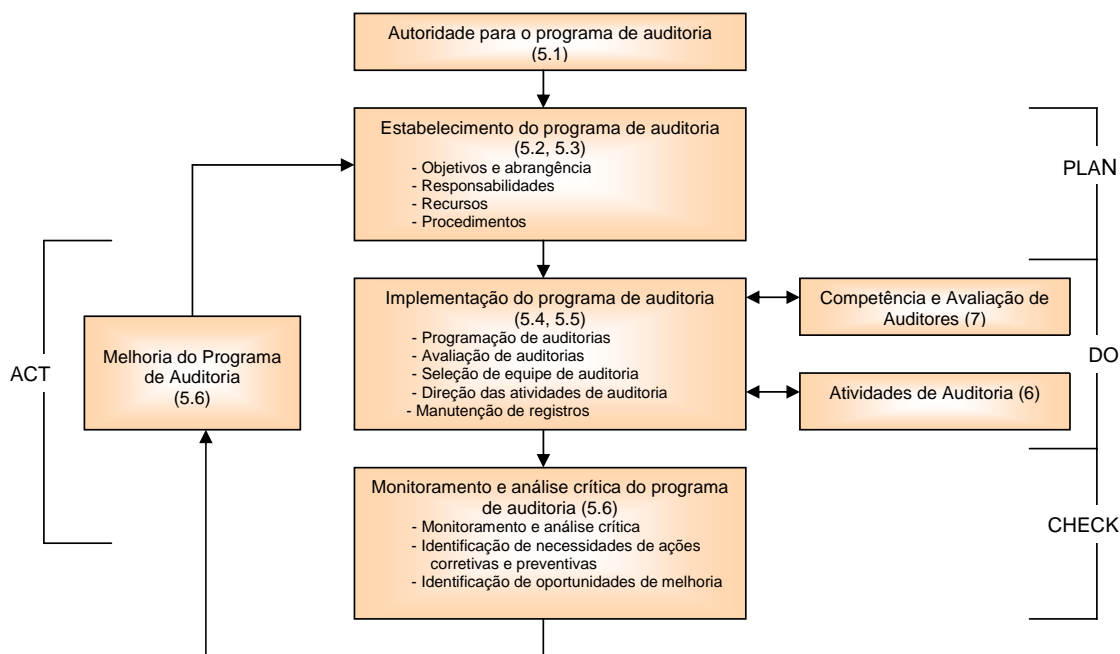 Autoridade para o programa de auditoria
(5.1)
Estabelecimento do programa de auditoria
(5.2, 5.3)
- Objetivos e abrangência
- Responsabilidades
- Recursos
- Procedimentos
PLAN
Implementação do programa de auditoria
(5.4, 5.5)
- Programação de auditorias
- Avaliação de auditorias
- Seleção de equipe de auditoria
- Direção das atividades de auditoria
- Manutenção de registros
Competência e Avaliação de
Auditores (7)
Atividades de Auditoria (6)
DO
Melhoria do Programa
de Auditoria
(5.6)
ACT
Monitoramento e análise crítica do programa
de auditoria (5.6)
- Monitoramento e análise crítica
- Identificação de necessidades de ações
corretivas e preventivas
- Identificação de oportunidades de melhoria
CHECK